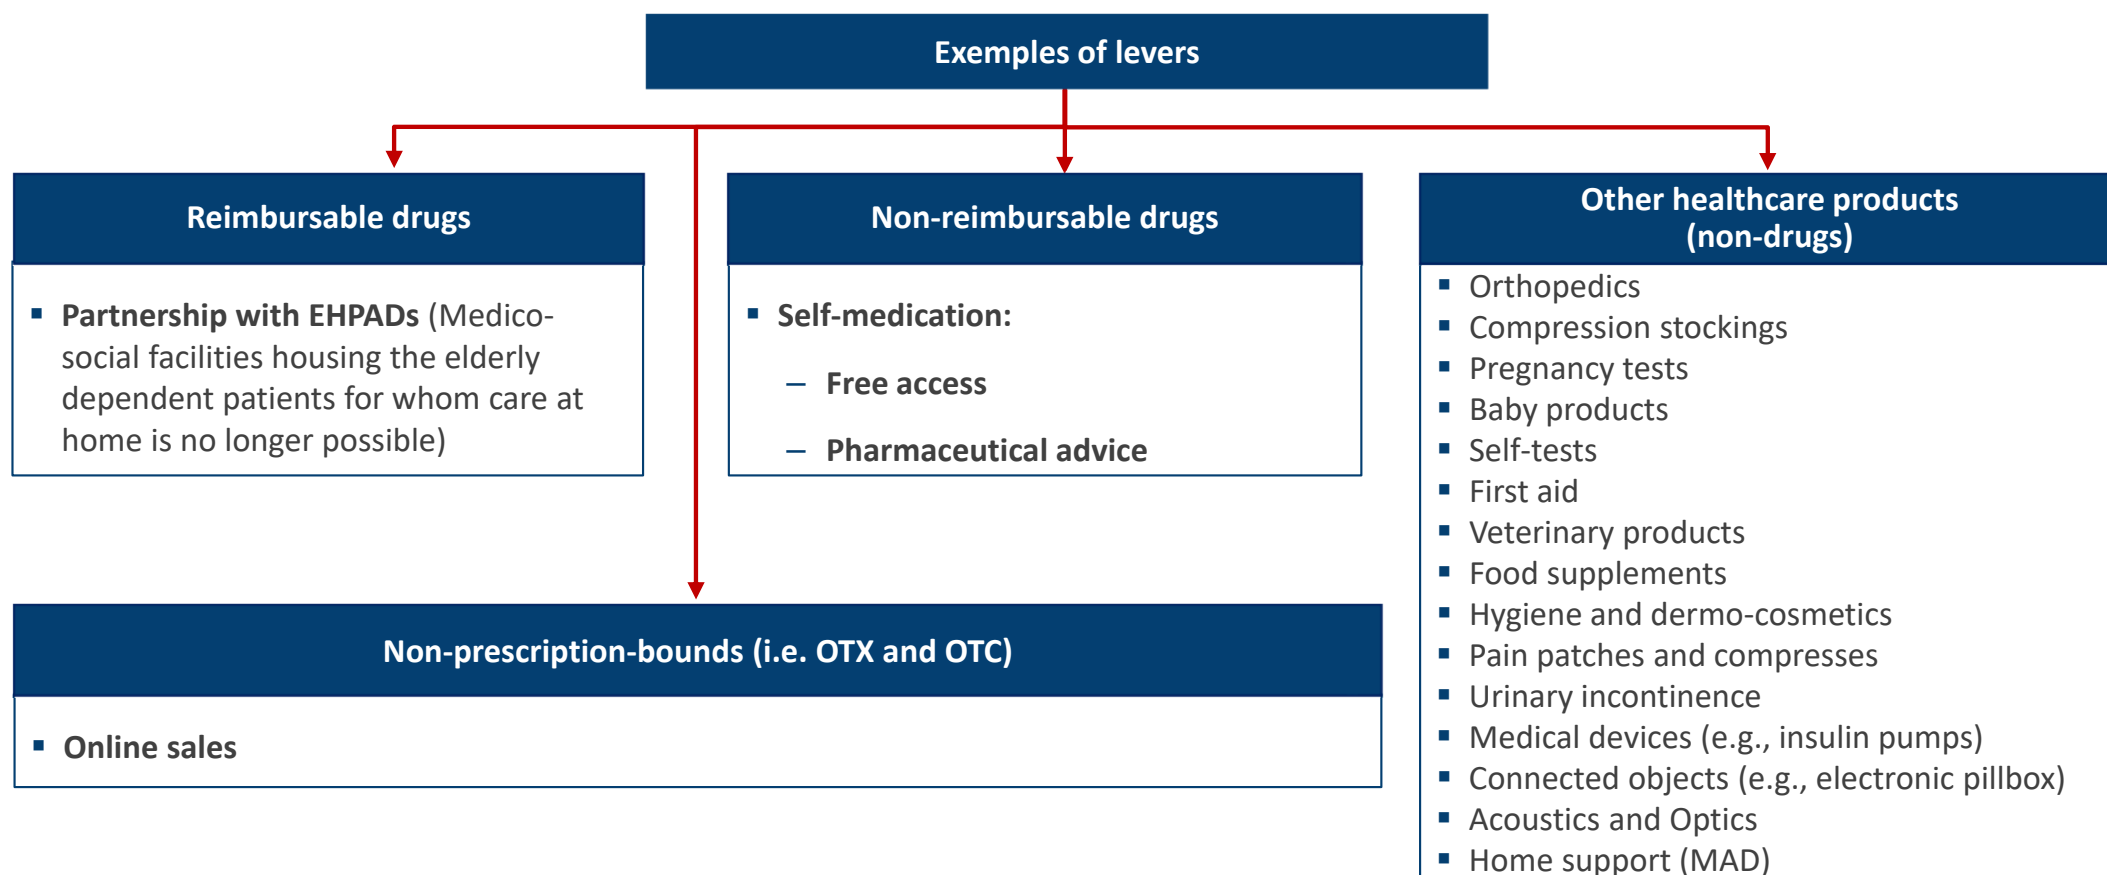 Exemples of levers
Reimbursable drugs
▪ Partnership with EHPADs (Medico-
social facilities housing the elderly
dependent patients for whom care at
home is no longer possible)
Non-reimbursable drugs
▪ Self-medication:
– Free access
– Pharmaceutical advice
Other healthcare products
(non-drugs)
▪ Orthopedics
▪ Compression stockings
▪ Pregnancy tests
▪ Baby products
▪ Self-tests
▪ First aid
▪ Veterinary products
▪ Food supplements
▪ Hygiene and dermo-cosmetics
▪ Pain patches and compresses
▪ Urinary incontinence
▪ Medical devices (e.g., insulin pumps)
▪ Connected objects (e.g., electronic pillbox)
▪ Acoustics and Optics
▪ Home support (MAD)
Non-prescription-bounds (i.e. OTX and OTC)
▪ Online sales